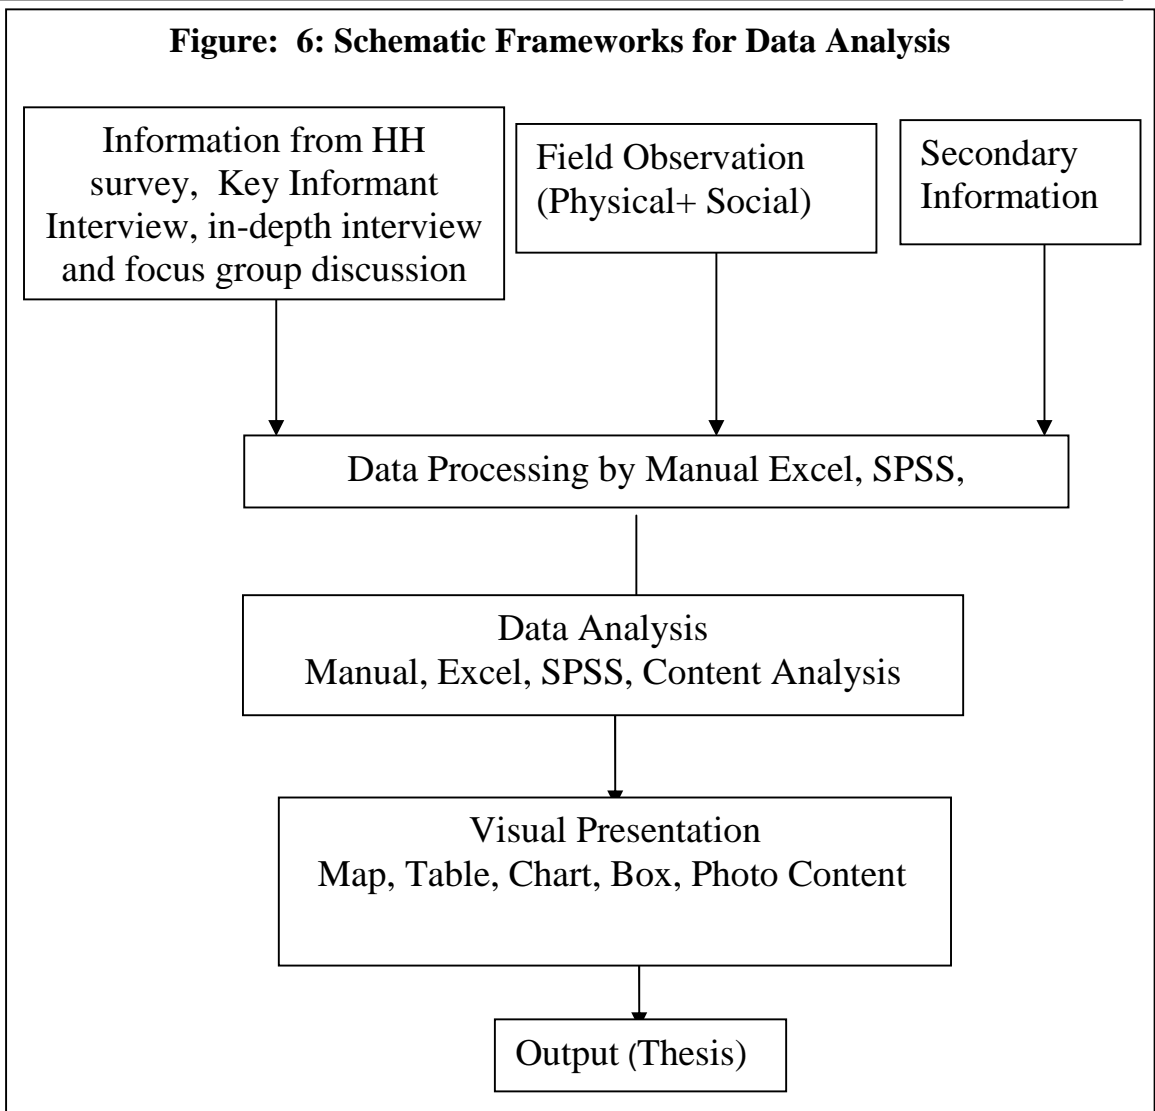 Figure:  6: Schematic Frameworks for Data Analysis
Information from HH
survey,  Key Informant
Interview, in-depth interview
and focus group discussion
Field Observation
(Physical+ Social)
Secondary
Information
Data Processing by Manual Excel, SPSS,
Data Analysis
Manual, Excel, SPSS, Content Analysis
Visual Presentation
Map, Table, Chart, Box, Photo Content
Output (Thesis)